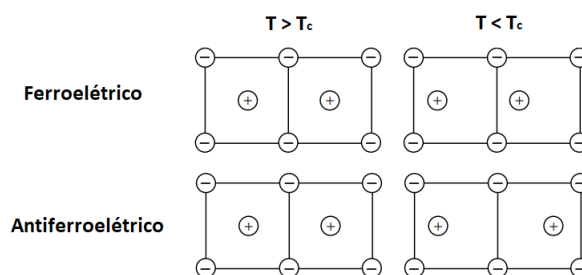 T > Tc T < Tc
Ferroelétrico
− − − − − −
+ + + +
− − − − − −
− − − − − −
Antiferroelétrico + + + +
− − − − − −